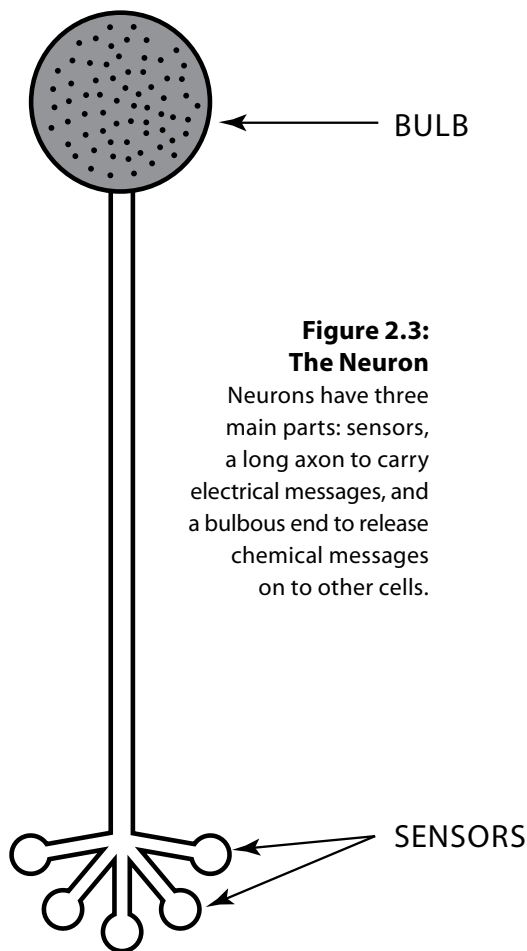 BULB
Figure 2.3:
The Neuron
Neurons have three
main parts: sensors,
a long axon to carry
electrical messages, and
a bulbous end to release
chemical messages
on to other cells.
SENSORS